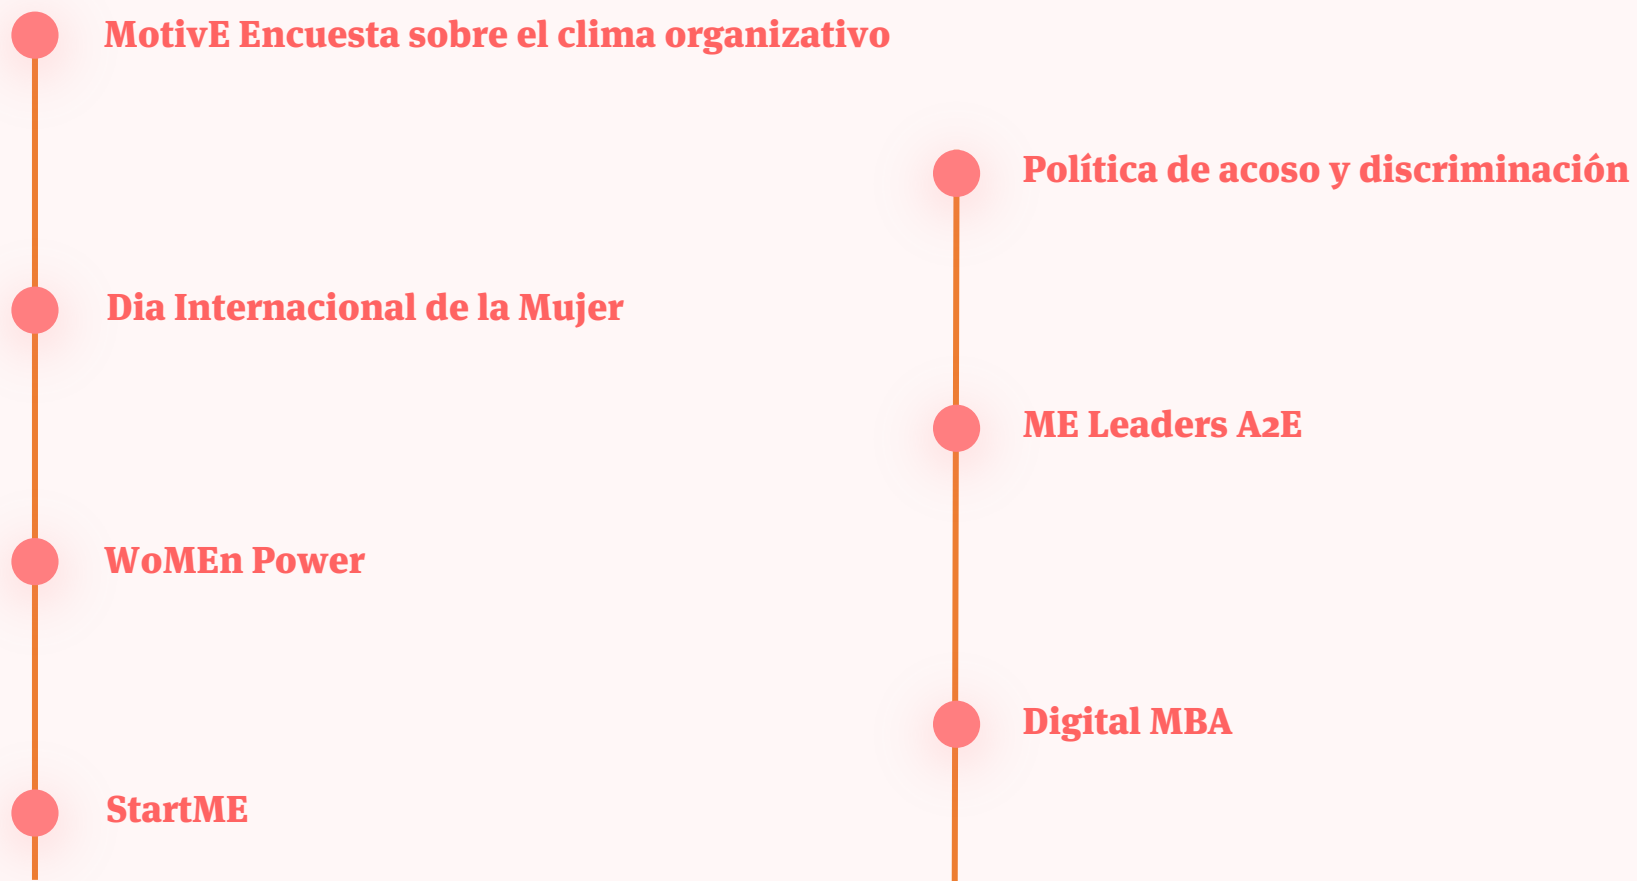 MotivE Encuesta sobre el clima organizativo
Dia Internacional de la Mujer
WoMEn Power
StartME
Política de acoso y discriminación
ME Leaders A2E
Digital MBA